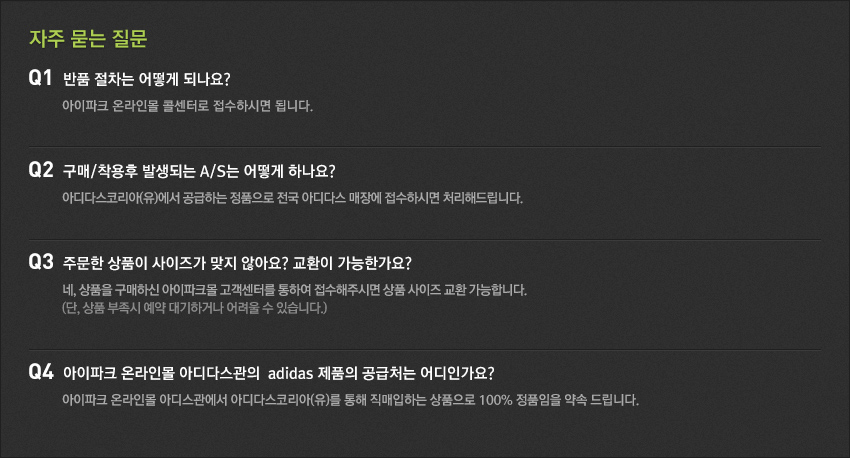 자주 묻는 질문
Q1 반품 절차는 어떻게 되나요?
아이파크 온라인몰 콜센터로 접수하시면 됩니다.
Q2 구매/착용후 발생되는 A/S는 어떻게 하나요?
아디다스코리아(유)에서 공급하는 정품으로 전국 아디다스 매장에 접수하시면 처리해드립니다.
Q3 주문한 상품이 사이즈가 맞지 않아요? 교환이 가능한가요?
네, 상품을 구매하신 아이파크몰 고객센터를 통하여 접수해주시면 상품 사이즈 교환 가능합니다.
(단, 상품 부족시 예약 대기하거나 어려울 수 있습니다.)
Q4 아이파크 온라인몰 아디다스관의 adidas 제품의 공급처는 어디인가요?
아이파크 온라인몰 아디스관에서 아디다스코리아(유)를 통해 직매입하는 상품으로 100% 정품임을 약속 드립니다.